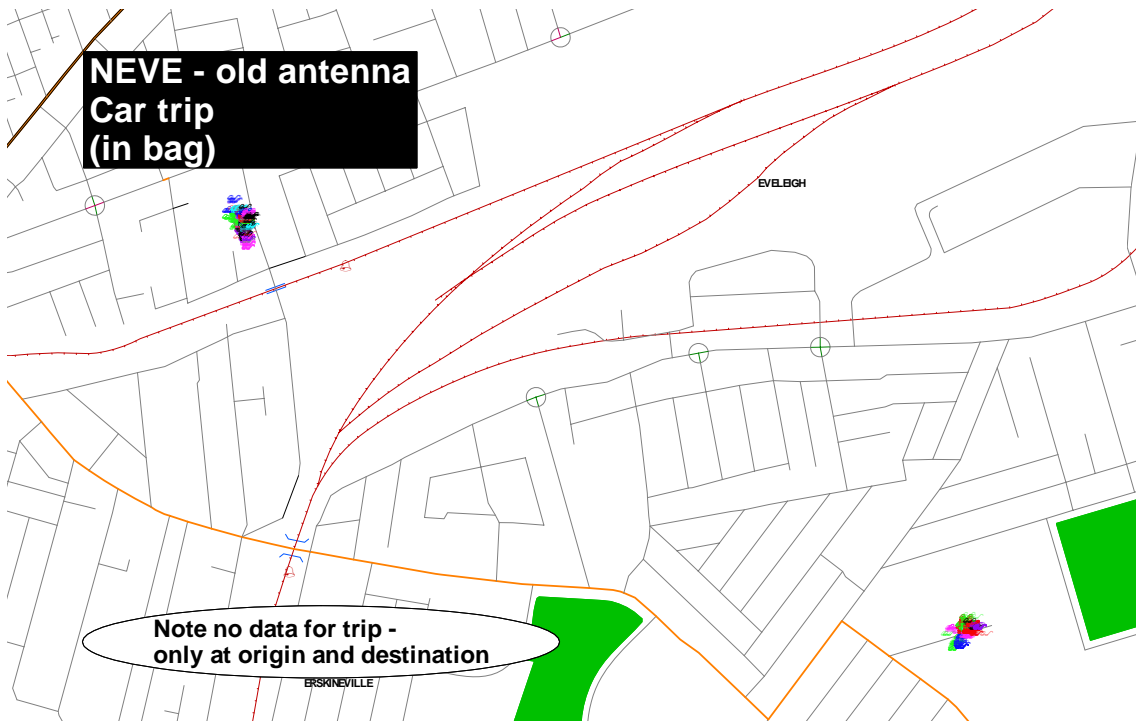 NEVE - old antenna
Car trip
(in bag)
EVELEIGH
Note no data for trip -
only at origin and destination
ERSKINEVILLE